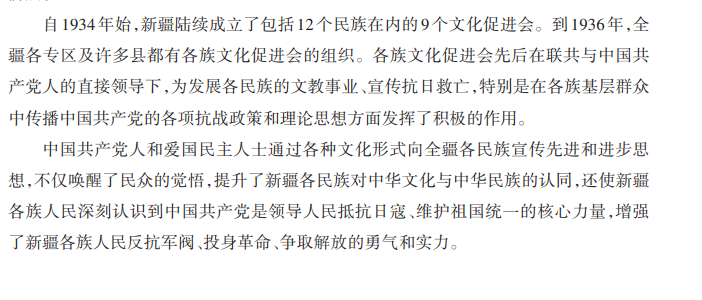 自1934年始,新疆陆续成立了包括12个民族在内的9个文化促进会。到1936年,全
疆各专区及许多县都有各族文化促进会的组织。各族文化促进会先后在联共与中国共
产党人的直接领导下,为发展各民族的文教事业、宣传抗日救亡,特别是在各族基层群众
中传播中国共产党的各项抗战政策和理论思想方面发挥了积极的作用。
中国共产党人和爱国民主人士通过各种文化形式向全疆各民族宣传先进和进步思
想,不仅唤醒了民众的觉悟,提升了新疆各民族对中华文化与中华民族的认同,还使新疆
各族人民深刻认识到中国共产党是领导人民抵抗日寇、维护祖国统一的核心力量,增强
了新疆各族人民反抗军阀、投身革命、争取解放的勇气和实力。